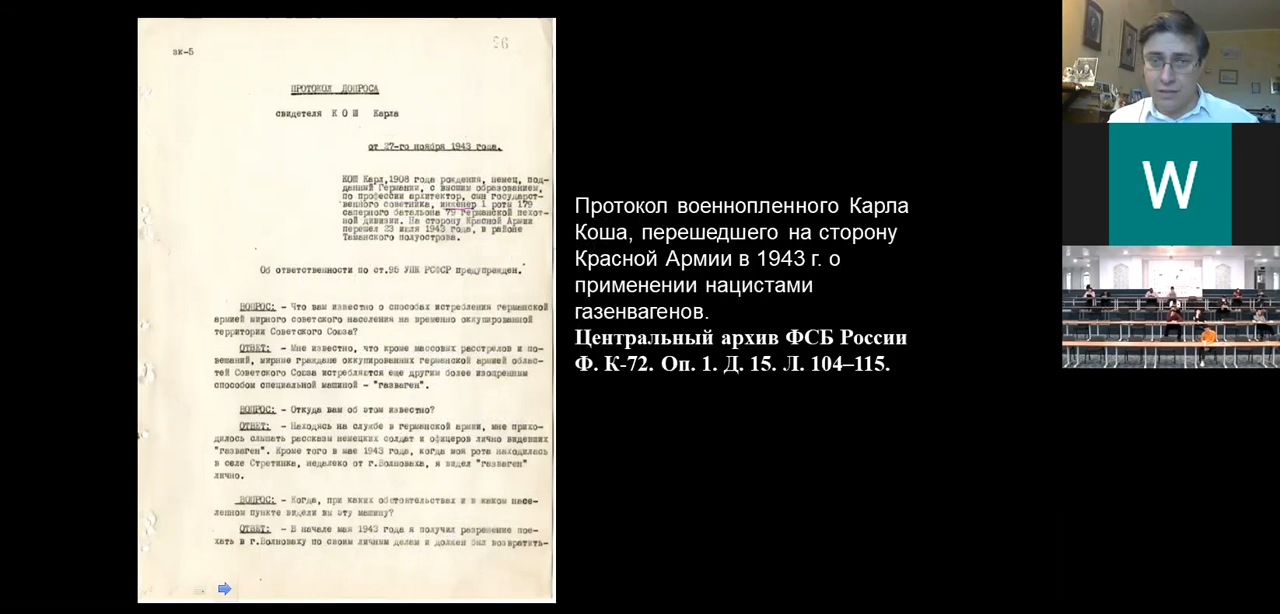 эк-5
96
ПРОТОКОЛ ДОПРОСА
свидетеля К О Ш Карла
от 27-го ноября 1943 года.
КОШ Карл, 1908 года рождения, немец, под-
данный Германии, с высшим образованием,
по профессии архитектор, сын государст-
венного советника, инженер 1 роты 179
саперного батальона 79 германской пехот-
ной дивизии. На сторону Красной Армии
перешел 23 июля 1943 года, в районе
Таманского полуострова.
Об ответственности по ст.95 УПК РСФСР предупрежден.
ВОПРОС: - Что вам известно о способах истребления германской
армией мирного советского населения на временно оккупированной
территории Советского Союза?
ОТВЕТ: - Мне известно, что кроме массовых расстрелов и по-
вешаний, мирные граждане оккупированных германской армией облас-
тей Советского Союза истребляются еще другим более изощренным
способом специальной машиной - "газваген".
ВОПРОС: - Откуда вам об этом известно?
ОТВЕТ: - Находясь на службе в германской армии, мне прихо-
дилось слышать рассказы немецких солдат и офицеров лично видевших
"газваген". Кроме того в мае 1943 года, когда моя рота находилась
в селе Стретинка, недалеко от г.Волноваха, я видел "газваген"
лично.
ВОПРОС: - Когда, при каких обстоятельствах и в каком насе-
ленном пункте видели вы эту машину?
ОТВЕТ: - В начале мая 1943 года я получил разрешение пое-
хать в г.Волноваху по своим личным делам и должен был возвратить-
Протокол военнопленного Карла
Коша, перешедшего на сторону
Красной Армии в 1943 г. о
применении нацистами
газенвагенов.
Центральный архив ФСБ России
Ф. К-72. Оп. 1. Д. 15. Л. 104–115.
W